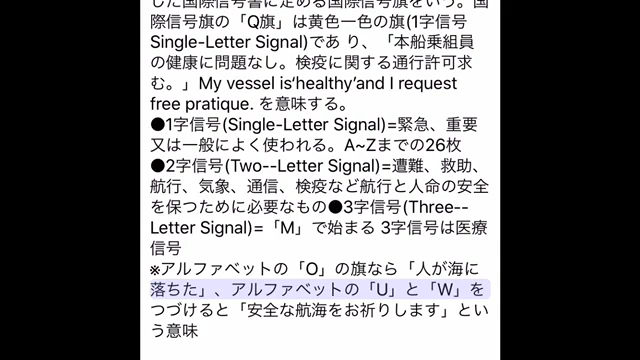 した国際信号書に定める国際信号旗をいう。国
際信号旗の「Q旗」は黄色一色の旗(1字信号
Single-Letter Signal)であ り、「本船乗組員
の健康に問題なし。検疫に関する通行許可求
む。」My vessel is‘healthy’and I request
free pratique. を意味する。
●1字信号(Single-Letter Signal)=緊急、重要
又は一般によく使われる。A~Zまでの26枚
●2字信号(Two--Letter Signal)=遭難、救助、
航行、気象、通信、検疫など航行と人命の安全
を保つために必要なもの●3字信号(Three--
Letter Signal)=「M」で始まる 3字信号は医療
信号
※アルファベットの「O」の旗なら「人が海に
落ちた」、アルファベットの「U」と「W」を
つづけると「安全な航海をお祈りします」とい
う意味